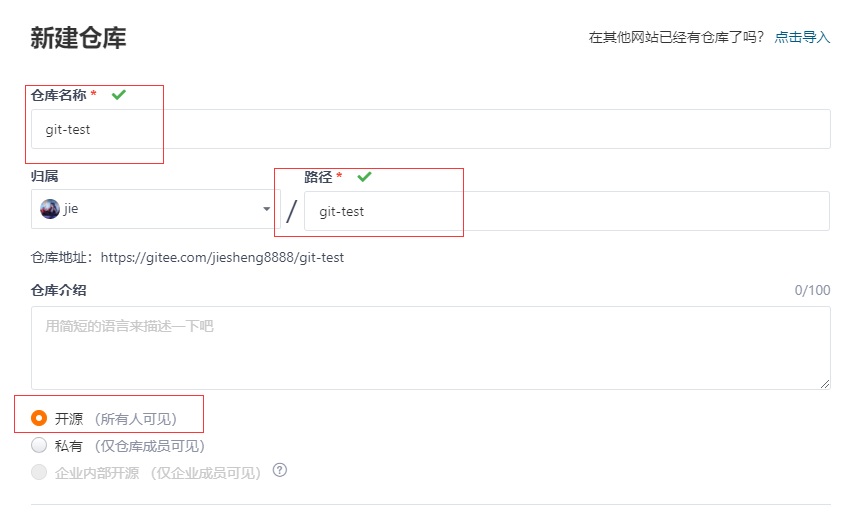 新建仓库
在其他网站已经有仓库了吗? 点击导入
仓库名称 *
git-test
归属
路径 *
jie
/
git-test
仓库地址：https://gitee.com/jiesheng8888/git-test
仓库介绍
0/100
用简短的语言来描述一下吧
开源 （所有人可见）
私有 （仅仓库成员可见）
企业内部开源 （仅企业成员可见） ?